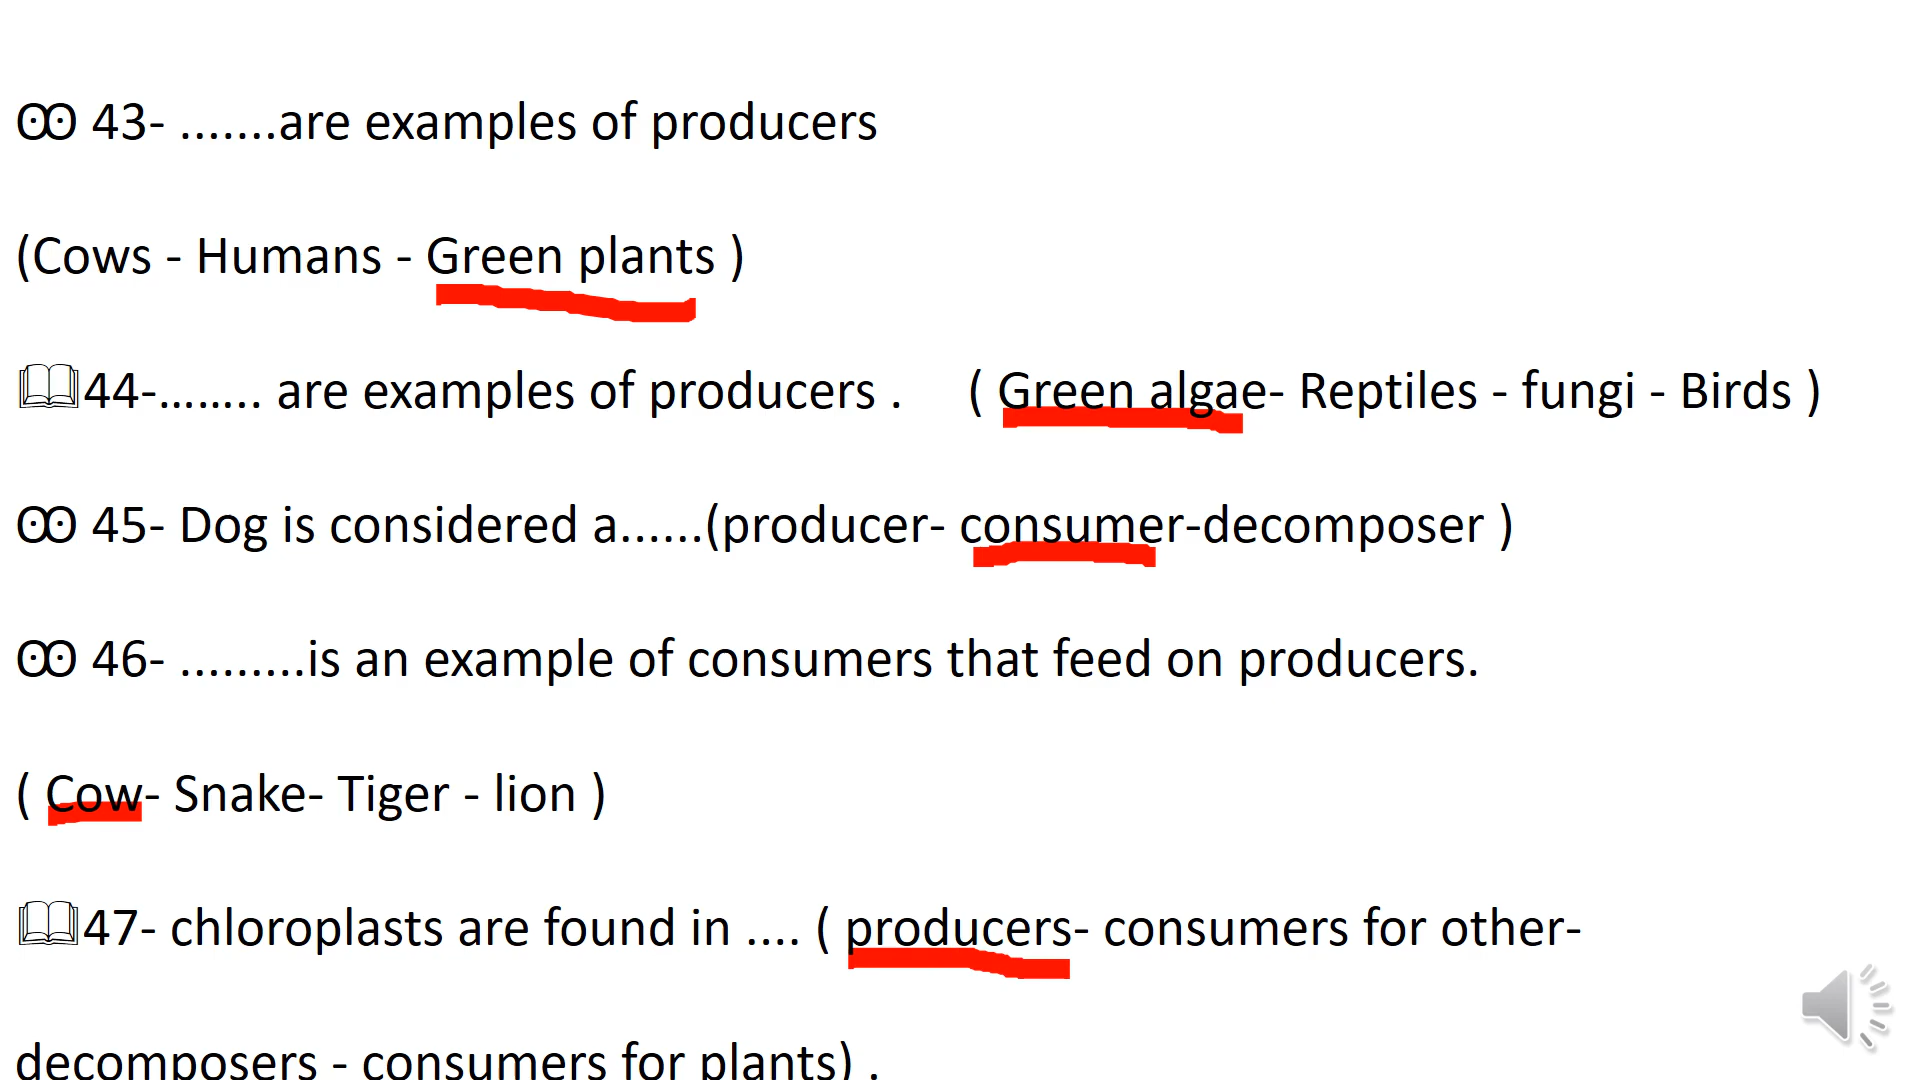 ꙭ 43- .......are examples of producers
(Cows - Humans - Green plants )
🕮44-…….. are examples of producers . ( Green algae- Reptiles - fungi - Birds )
ꙭ 45- Dog is considered a......(producer- consumer-decomposer )
ꙭ 46- .........is an example of consumers that feed on producers.
( Cow- Snake- Tiger - lion )
🕮47- chloroplasts are found in .... ( producers- consumers for other-
decomposers - consumers for plants) .